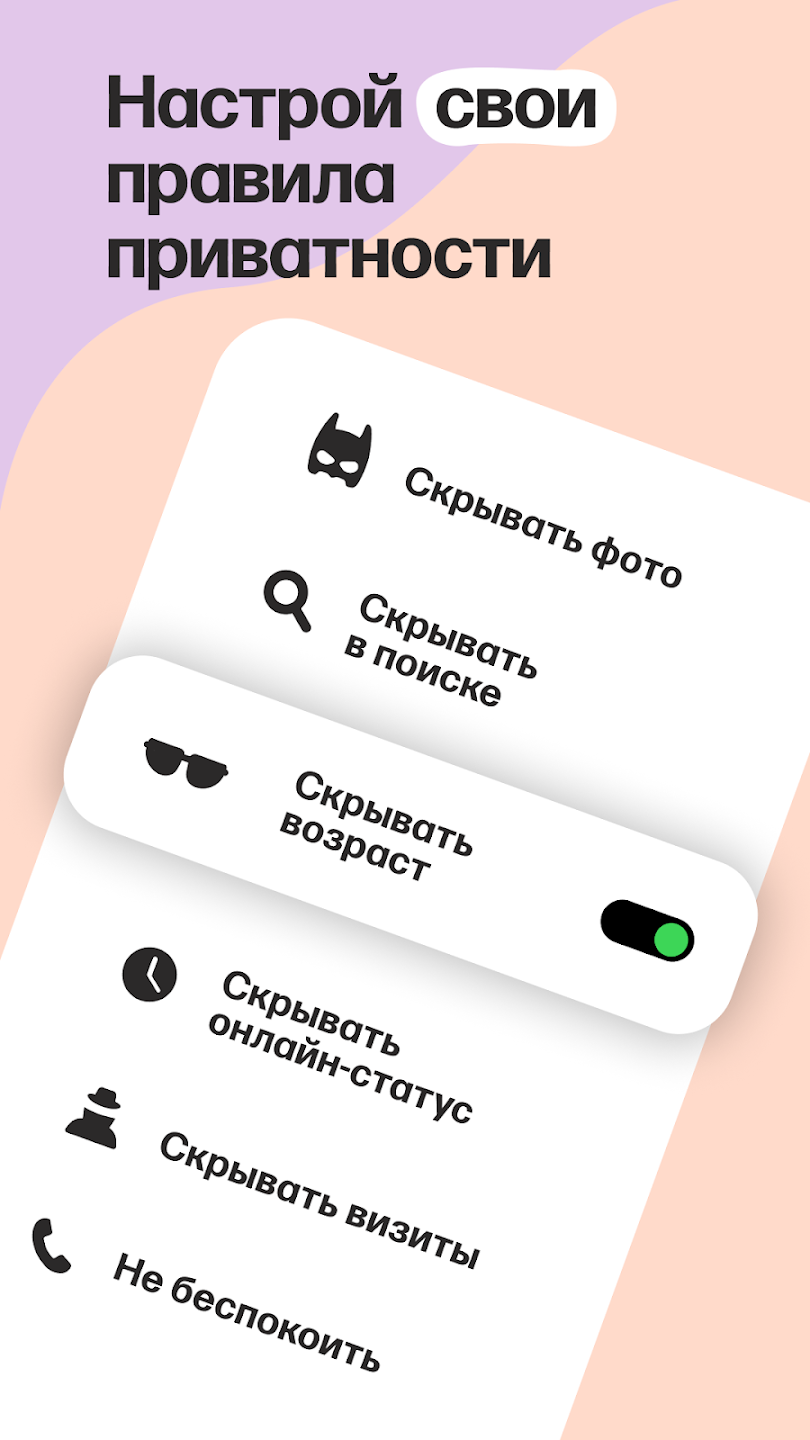 Настрой свои
правила
приватности
Скрывать фото
Скрывать
в поиске
Скрывать
возраст
Скрывать
онлайн-статус
Скрывать визиты
Не беспокоить